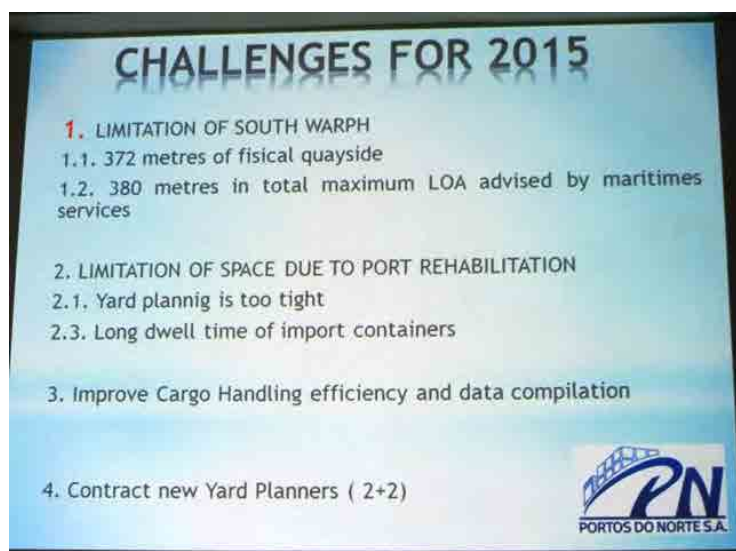 CHALLENGES FOR 2015
1. LIMITATION OF SOUTH WARPH
1.1. 372 metres of fisical quayside
1.2. 380 metres in total maximum LOA advised by maritimes
services
2. LIMITATION OF SPACE DUE TO PORT REHABILITATION
2.1. Yard plannig is too tight
2.3. Long dwell time of import containers
3. Improve Cargo Handling efficiency and data compilation
4. Contract new Yard Planners ( 2+2)
PN
PORTOS DO NORTE S.A.